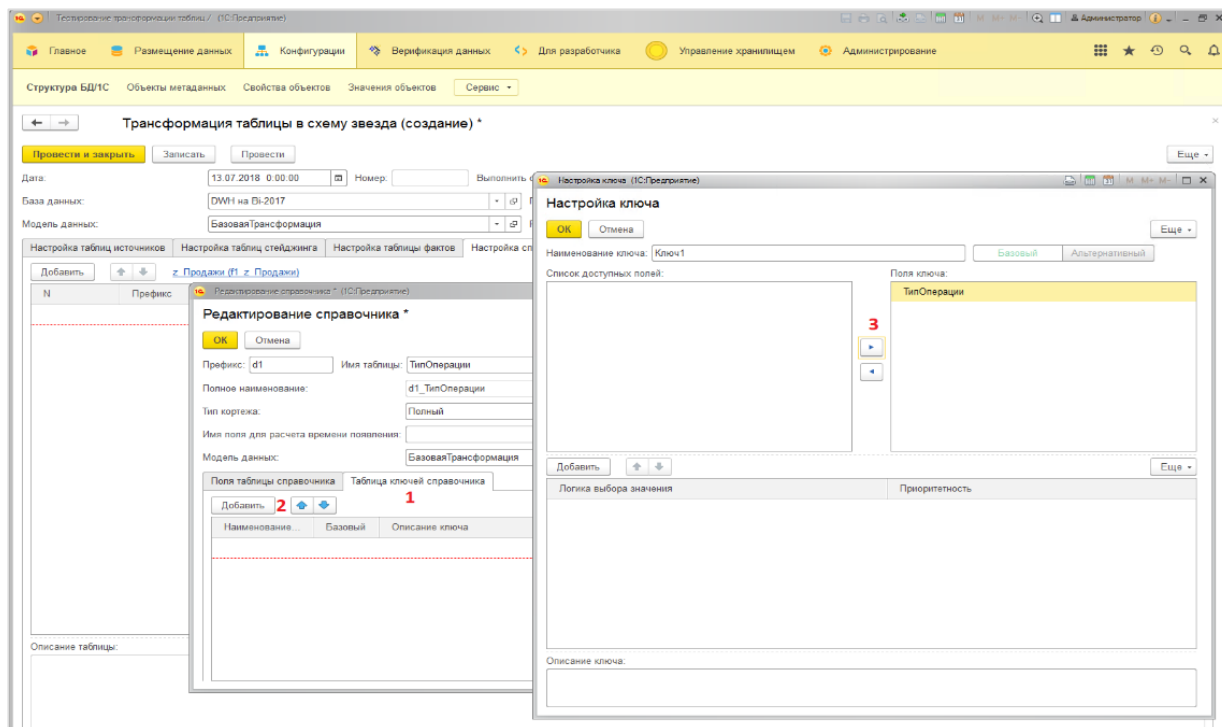 Тестирование трансформации таблиц / (1С:Предприятие)
M M+ M- Администратор
Главное Размещение данных Конфигурации Верификация данных Для разработчика Управление хранилищем Администрирование
Структура БД/1С Объекты метаданных Свойства объектов Значения объектов Сервис
Трансформация таблицы в схему звезда (создание) *
Провести и закрыть Записать Провести Еще
Дата: 13.07.2018 0:00:00 Номер: Выполнить
База данных: DWH на Bi-2017
Модель данных: БазоваяТрансформация
Настройка таблиц источников Настройка таблиц стейджинга Настройка таблицы фактов Настройка сп
Добавить z_Продажи (f1_z_Продажи)
N Префикс
Описание таблицы:
Редактирование справочника * (1С:Предприятие)
Редактирование справочника *
ОК Отмена
Префикс: d1 Имя таблицы: ТипОперации
Полное наименование: d1_ТипОперации
Тип кортежа: Полный
Имя поля для расчета времени появления:
Модель данных: БазоваяТрансформация
Поля таблицы справочника Таблица ключей справочника
1
Добавить 2
Наименование... Базовый Описание ключа
Настройка ключа (1С:Предприятие)
M M+ M-
Настройка ключа
ОК Отмена Еще
Наименование ключа: Ключ1 Базовый Альтернативный
Список доступных полей: Поля ключа:
ТипОперации
3
Добавить Еще
Логика выбора значения Приоритетность
Описание ключа: